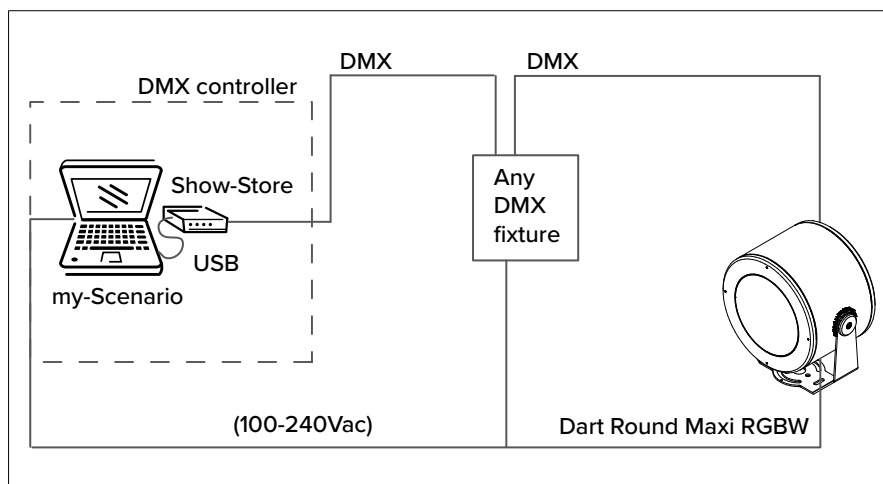 DMX
DMX
DMX controller
Show-Store
Any
DMX
fixture
USB
my-Scenario
(100-240Vac)
Dart Round Maxi RGBW